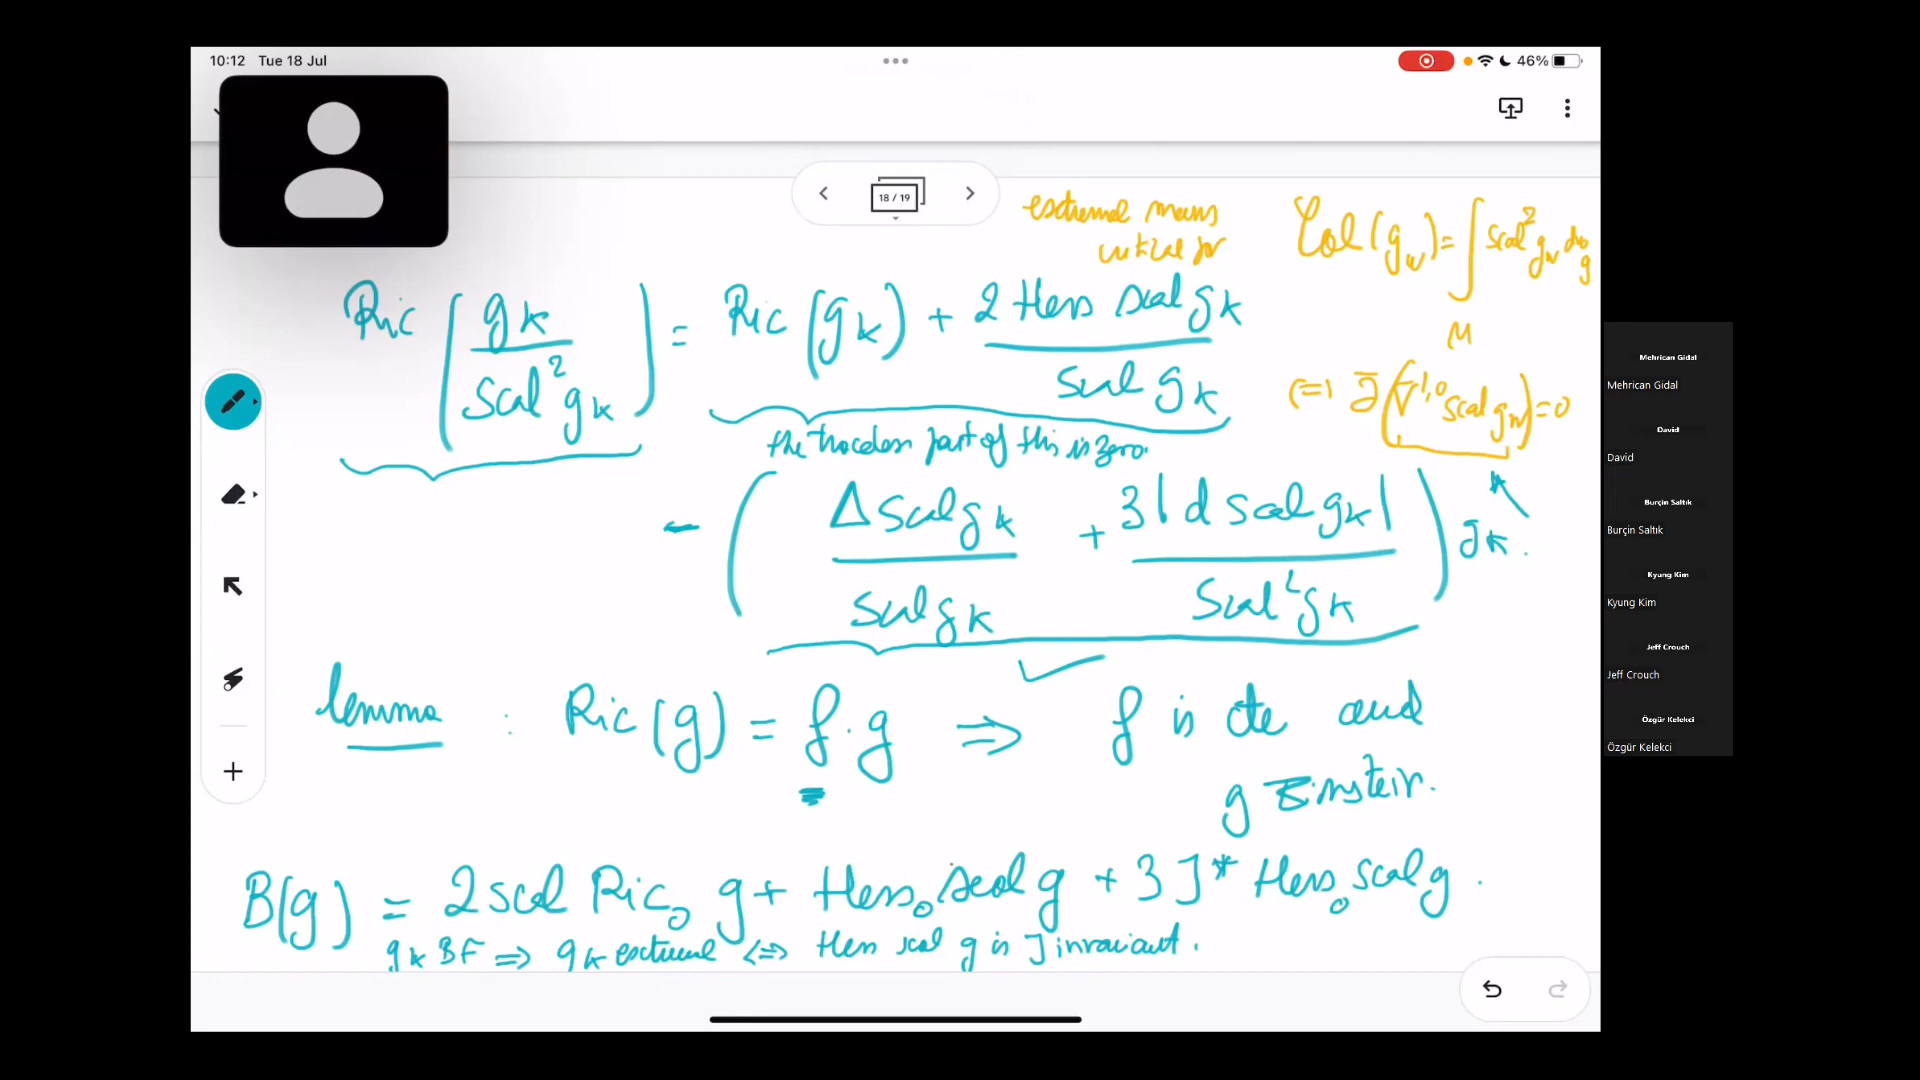 10:12 Tue 18 Jul
46%
18 / 19
extremal means
critical for
Cal(g_w) = ∫_M scal² g_w dv_g
⇐⇒ ∂̄(∇^{1,0} scal g_w) = 0
Ric [ g_k / scal² g_k ] = Ric(g_k) + 2 Hess scal g_k / scal g_k
the traceless part of this is zero.
- ( Δ scal g_k / scal g_k + 3 | d scal g_k | / scal² g_k ) g_k .
lemma : Ric(g) = f · g ⇒ f is cte and
g Einstein.
B(g) = 2 scal Ric₀ g + Hess₀ scal g + 3 J* Hess₀ scal g .
g_k BF ⇒ g_k extremal ⇔ Hess scal g is J invariant .
Mehrican Gidal
Mehrican Gidal
David
David
Burçin Saltık
Burçin Saltık
Kyung Kim
Kyung Kim
Jeff Crouch
Jeff Crouch
Özgür Kelekci
Özgür Kelekci